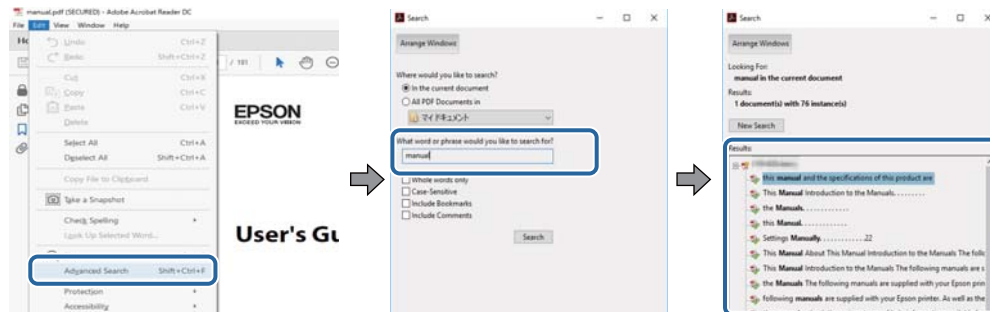 manual.pdf (SECURED) - Adobe Acrobat Reader DC
File Edit View Window Help
Undo Ctrl+Z
Redo Shift+Ctrl+Z
Cut Ctrl+X
Copy Ctrl+C
Paste Ctrl+V
Delete
Select All Ctrl+A
Deselect All Shift+Ctrl+A
Copy File to Clipboard
Take a Snapshot
Check Spelling
Look Up Selected Word...
Advanced Search Shift+Ctrl+F
Protection
Accessibility
/ 191
EPSON
EXCEED YOUR VISION
User's Gu
Search
Arrange Windows
Where would you like to search?
In the current document
All PDF Documents in
マイ ドキュメント
What word or phrase would you like to search for?
manual
Whole words only
Case-Sensitive
Include Bookmarks
Include Comments
Search
Search
Arrange Windows
Looking For:
manual in the current document
Results:
1 document(s) with 76 instance(s)
New Search
Results:
this manual and the specifications of this product are
This Manual Introduction to the Manuals. . . . . . . . .
the Manuals. . . . . . . . . . . .
this Manual. . . . . . . . . . . .
Settings Manually. . . . . . . . . . . .22
This Manual About This Manual Introduction to the Manuals The follo
This Manual Introduction to the Manuals The following manuals are s
the Manuals The following manuals are supplied with your Epson prin
following manuals are supplied with your Epson printer. As well as the